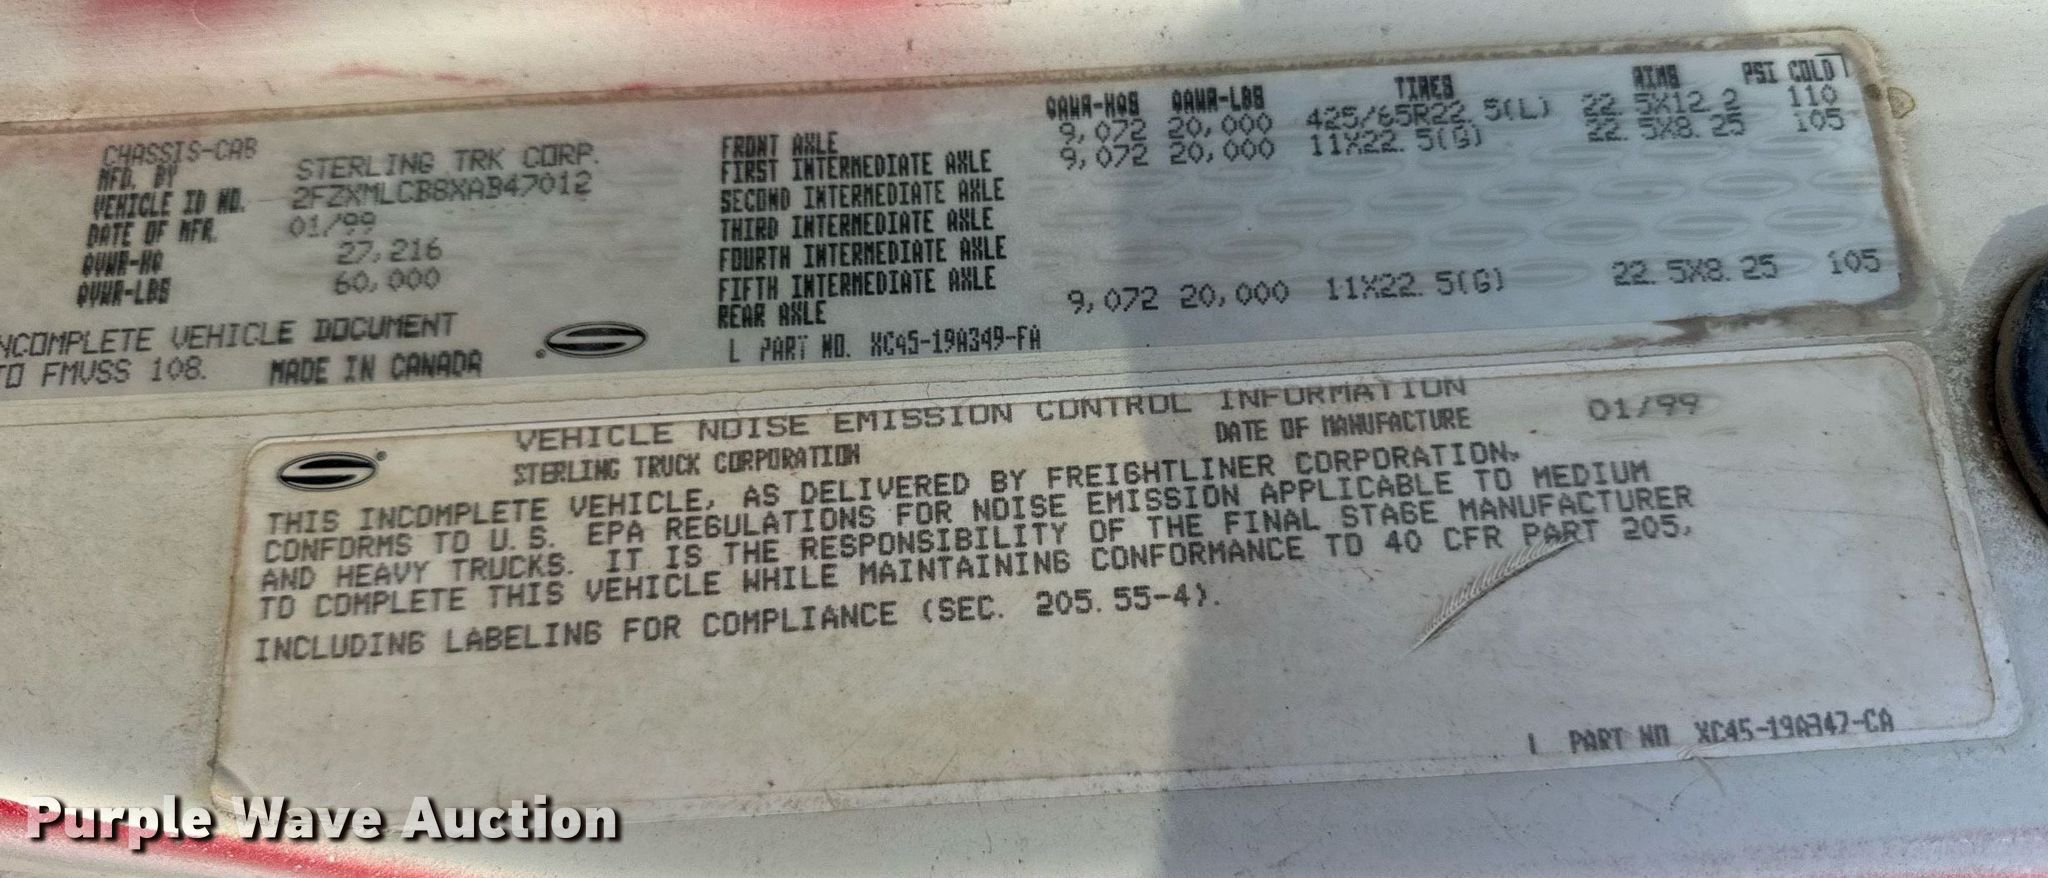 CHASSIS-CAB
MFD. BY STERLING TRK CORP.
VEHICLE ID NO. 2FZXMLCB8XAB47012
DATE OF MFR. 01/99
GVWR-KG 27,216
GVWR-LBS 60,000
INCOMPLETE VEHICLE DOCUMENT
TO FMVSS 108. MADE IN CANADA
GAWR-KGS GAWR-LBS TIRES RIMS PSI COLD
FRONT AXLE 9,072 20,000 425/65R22.5(L) 22.5X12.2 110
FIRST INTERMEDIATE AXLE 9,072 20,000 11X22.5(G) 22.5X8.25 105
SECOND INTERMEDIATE AXLE
THIRD INTERMEDIATE AXLE
FOURTH INTERMEDIATE AXLE
FIFTH INTERMEDIATE AXLE
REAR AXLE 9,072 20,000 11X22.5(G) 22.5X8.25 105
L PART NO. XC45-19A349-FA
VEHICLE NOISE EMISSION CONTROL INFORMATION
STERLING TRUCK CORPORATION DATE OF MANUFACTURE 01/99
THIS INCOMPLETE VEHICLE, AS DELIVERED BY FREIGHTLINER CORPORATION,
CONFORMS TO U.S. EPA REGULATIONS FOR NOISE EMISSION APPLICABLE TO MEDIUM
AND HEAVY TRUCKS. IT IS THE RESPONSIBILITY OF THE FINAL STAGE MANUFACTURER
TO COMPLETE THIS VEHICLE WHILE MAINTAINING CONFORMANCE TO 40 CFR PART 205,
INCLUDING LABELING FOR COMPLIANCE (SEC. 205.55-4).
L PART NO XC45-19A347-CA
Purple Wave Auction